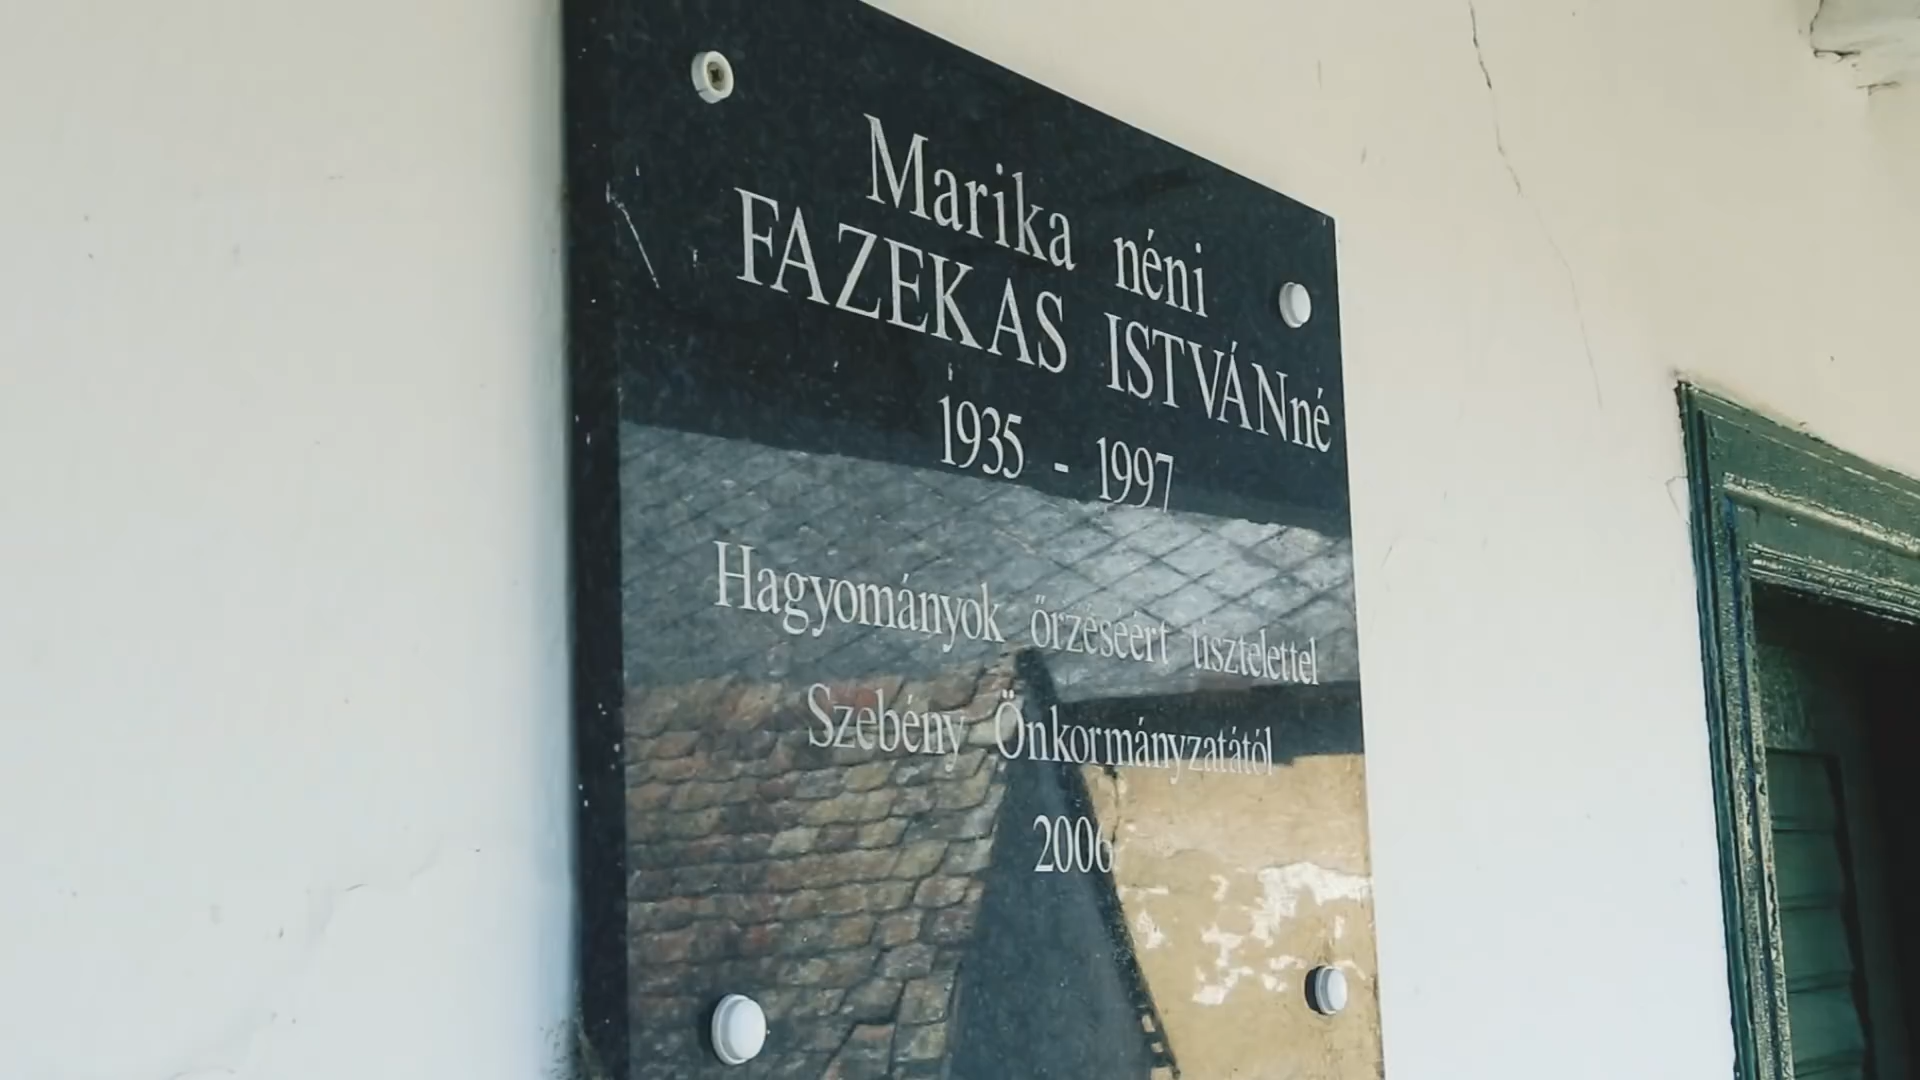 Marika néni
FAZEKAS ISTVÁNné
1935 - 1997
Hagyományok őrzéséért tisztelettel
Szebény Önkormányzatától
2006